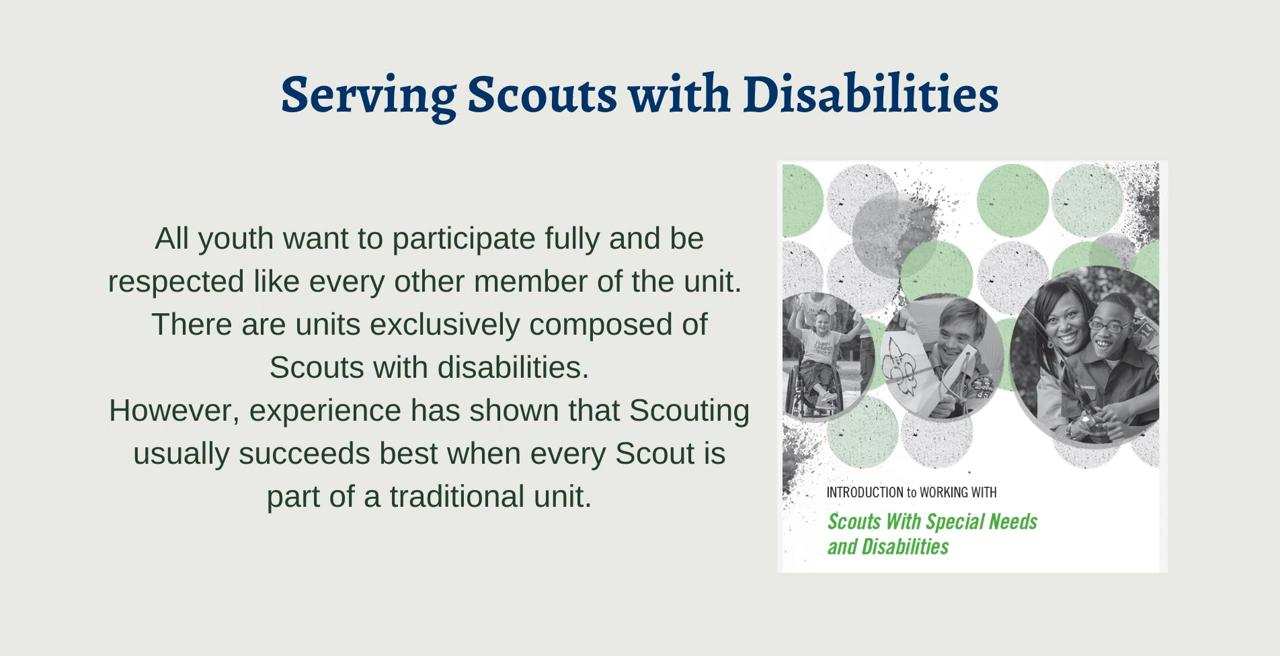 Serving Scouts with Disabilities
All youth want to participate fully and be
respected like every other member of the unit.
There are units exclusively composed of
Scouts with disabilities.
However, experience has shown that Scouting
usually succeeds best when every Scout is
part of a traditional unit.
INTRODUCTION to WORKING WITH
Scouts With Special Needs
and Disabilities